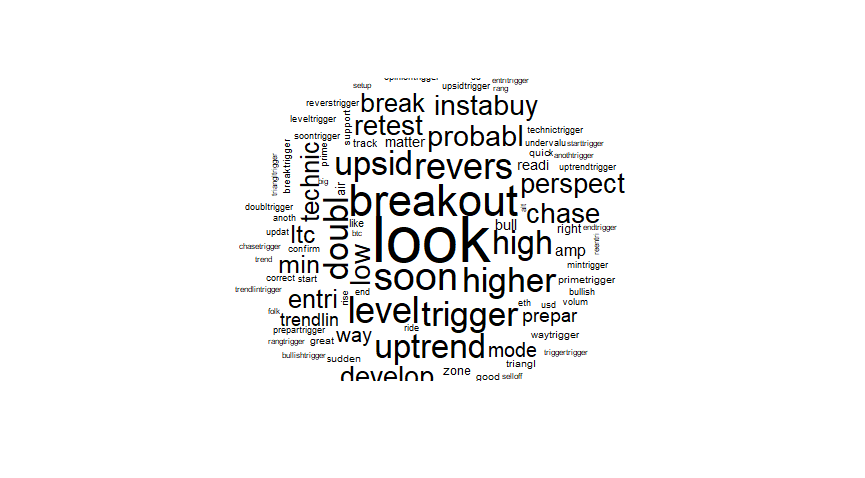 entritrigger
upsidtrigger
setup
rang
reverstrigger
break
instabuy
leveltrigger
support
retest
probabl
technictrigger
soontrigger
track
matter
undervalu
starttrigger
prime
quick
anothtrigger
triangltrigger
breaktrigger
technic
upsid
revers
readi
uptrendtrigger
big
air
perspect
doubltrigger
doubl
breakout
alt
chase
anoth
like
look
bull
right
endtrigger
updat
ltc
btc
high
amp
reentri
chasetrigger
confirm
low
trend
min
soon
higher
mintrigger
correct
start
primetrigger
trendlintrigger
entri
rise
end
bullish
eth
usd
volum
folk
trendlin
level
trigger
prepar
prepartrigger
way
ride
waytrigger
rangtrigger
great
uptrend
mode
triggertrigger
bullishtrigger
sudden
triangl
develop
zone
good
selloff